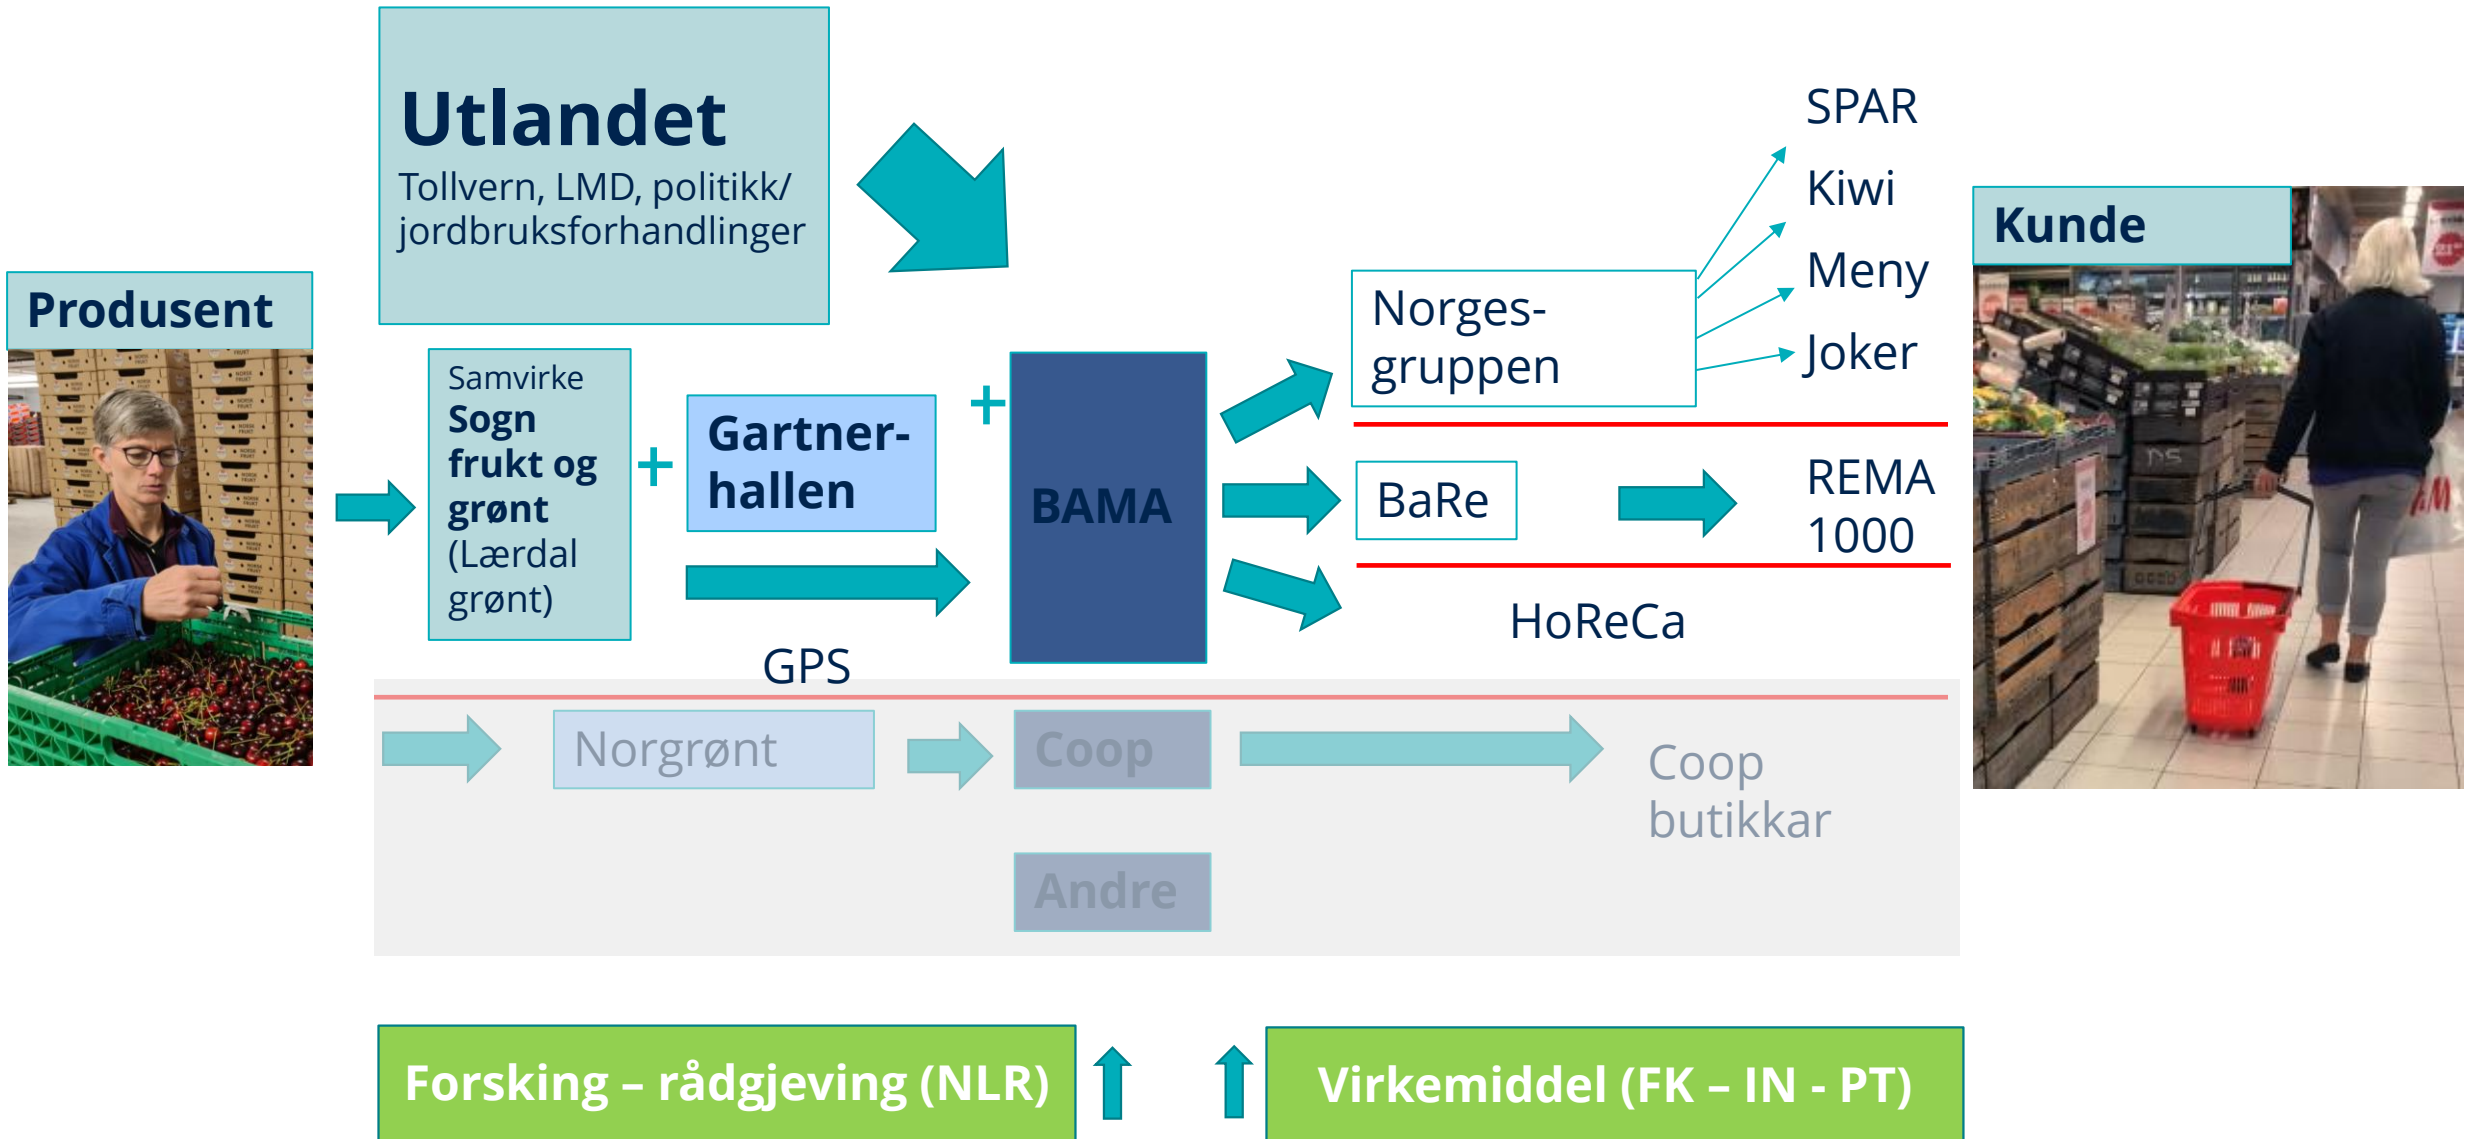 Utlandet
Tollvern, LMD, politikk/
jordbruksforhandlinger
Produsent
Samvirke
Sogn
frukt og
grønt
(Lærdal
grønt)
+
Gartner-
hallen
+
BAMA
GPS
Norges-
gruppen
SPAR
Kiwi
Meny
Joker
BaRe
REMA
1000
HoReCa
Kunde
Norgrønt
Coop
Coop
butikkar
Andre
Forsking – rådgjeving (NLR)
Virkemiddel (FK – IN - PT)